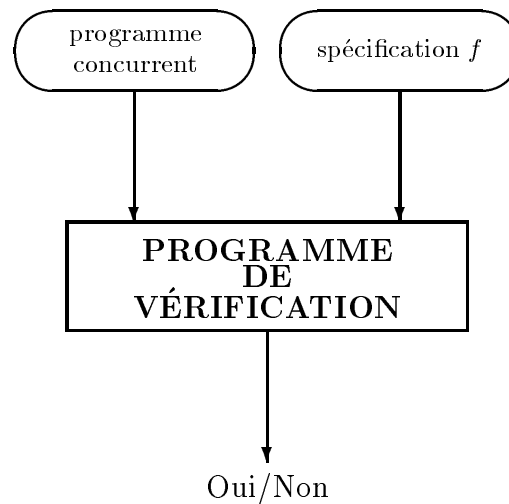 programme
concurrent
spécification f
PROGRAMME
DE
VÉRIFICATION
Oui/Non